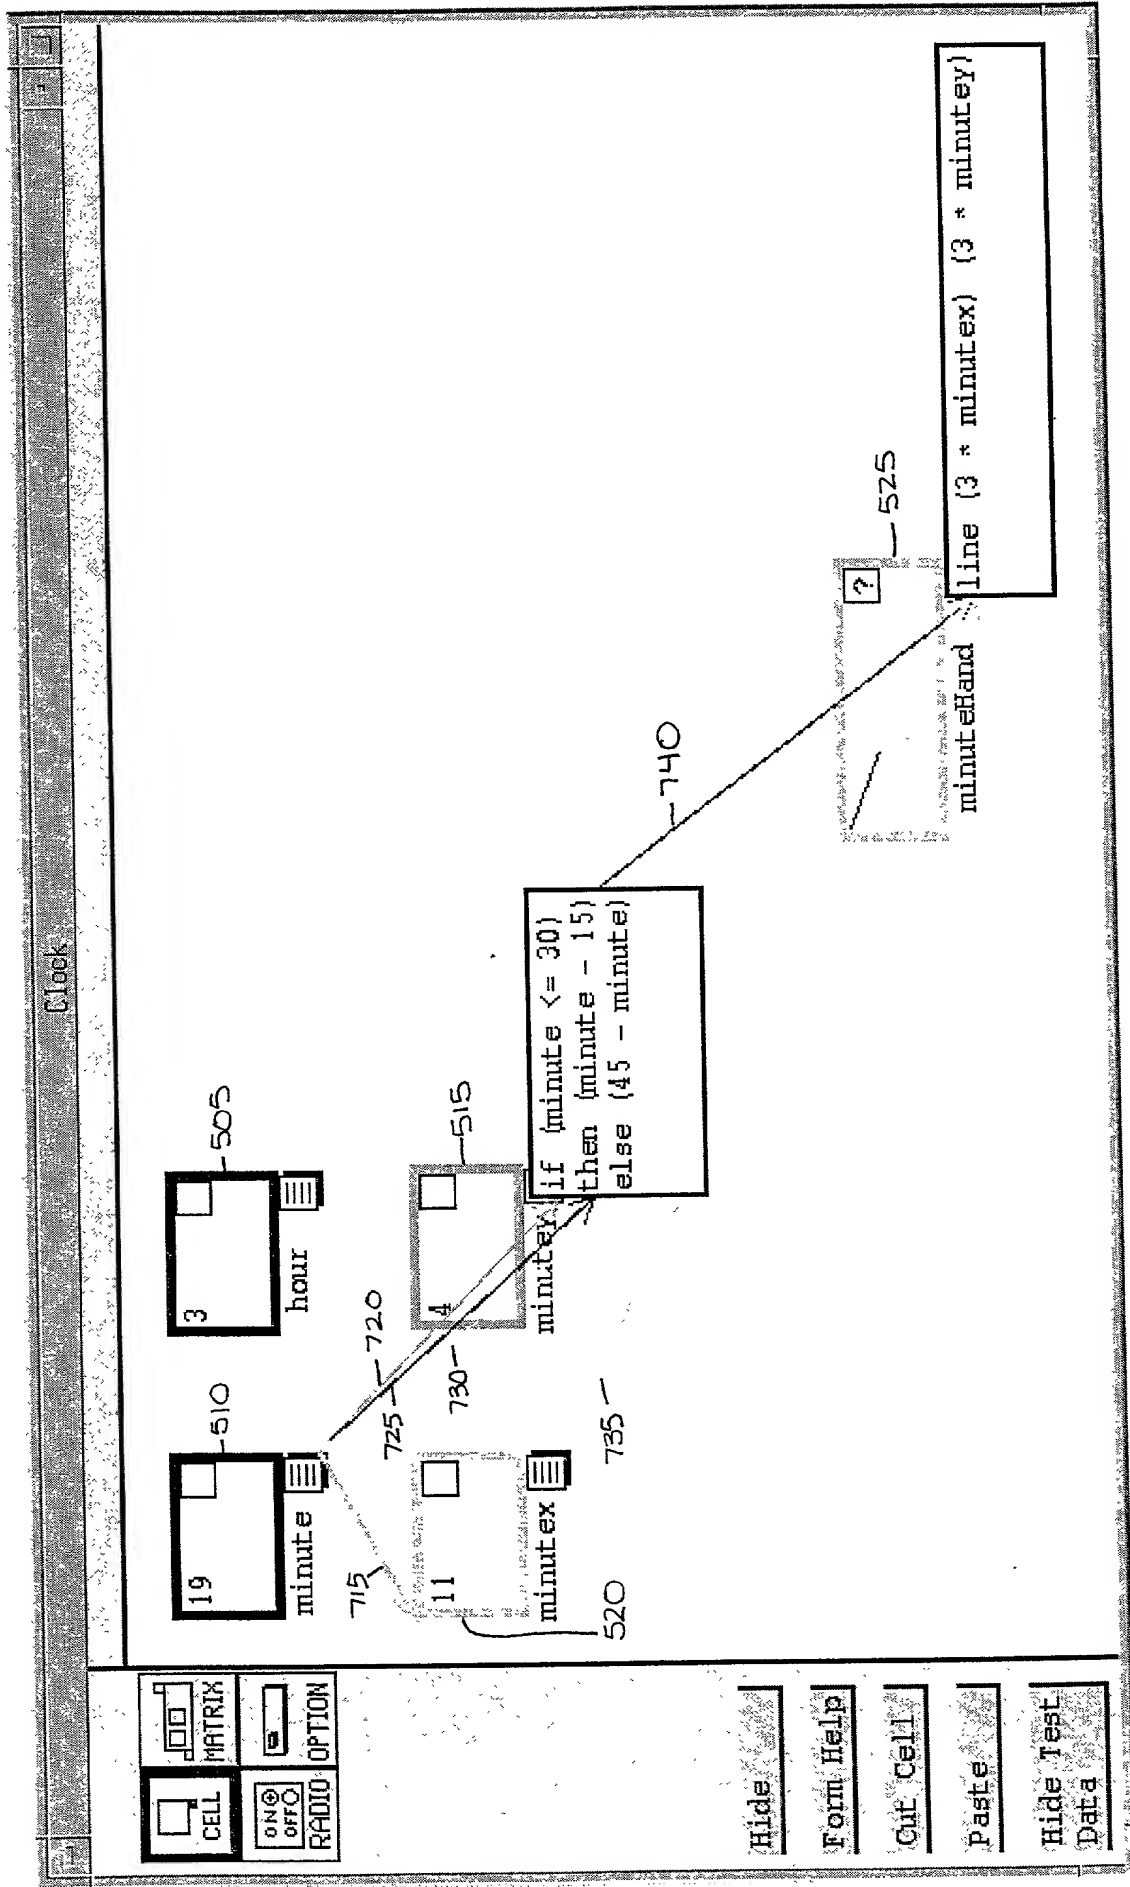 Clock
CELL
MATRIX
ON
OFF
RADIO
OPTION
Hide
Form Help
Cut Cell
Paste
Hide Test
Data
19
510
minute
3
505
hour
715
720
725
730
11
520
minutex
735
4
515
minutey
if (minute <= 30)
then (minute - 15)
else (45 - minute)
740
?
525
minuteHand
line (3 * minutex) (3 * minutey)